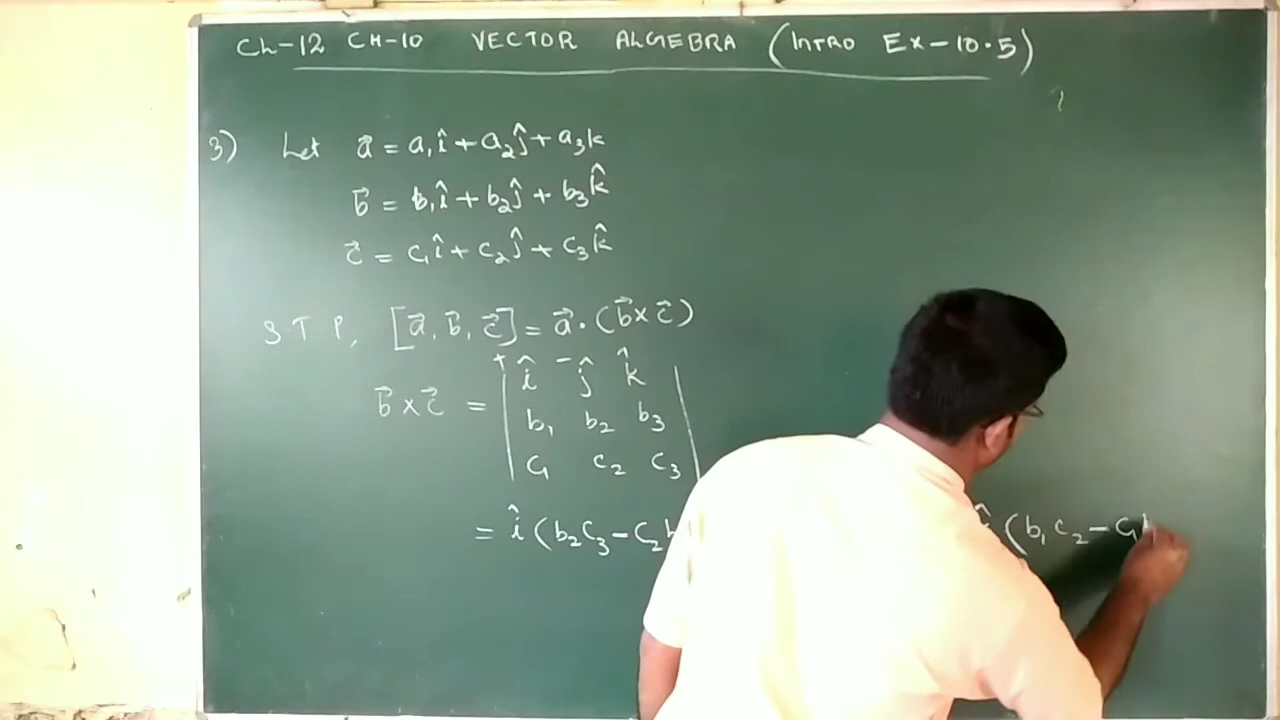 Ch-12 CH-10 VECTOR ALGEBRA (INTRO EX-10.5)
3) Let a⃗ = a₁î + a₂ĵ + a₃k
b⃗ = b₁î + b₂ĵ + b₃k̂
c⃗ = c₁î + c₂ĵ + c₃k̂
S.T.P, [a⃗, b⃗, c⃗] = a⃗ · (b⃗ × c⃗)
+ −
b⃗ × c⃗ = | î ĵ k̂ |
| b₁ b₂ b₃ |
| c₁ c₂ c₃ |
= î (b₂c₃ − c₂ (b₁c₂ − c₁